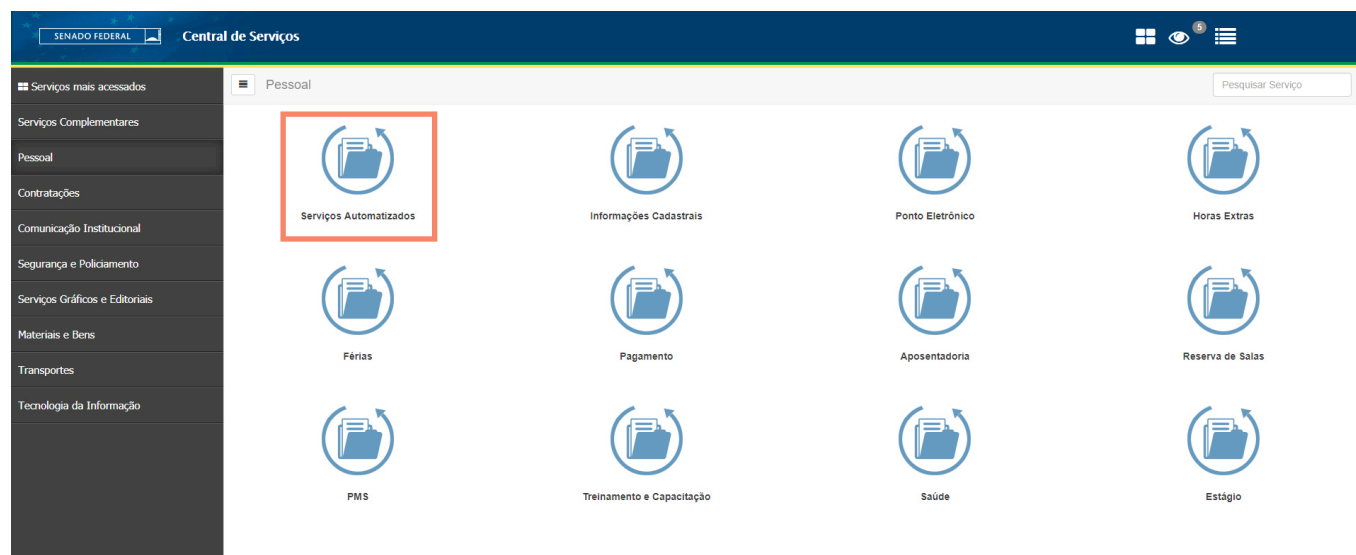 SENADO FEDERAL
Central de Serviços
5
Serviços mais acessados
Serviços Complementares
Pessoal
Contratações
Comunicação Institucional
Segurança e Policiamento
Serviços Gráficos e Editoriais
Materiais e Bens
Transportes
Tecnologia da Informação
Pessoal
Pesquisar Serviço
Serviços Automatizados
Informações Cadastrais
Ponto Eletrônico
Horas Extras
Férias
Pagamento
Aposentadoria
Reserva de Salas
PMS
Treinamento e Capacitação
Saúde
Estágio